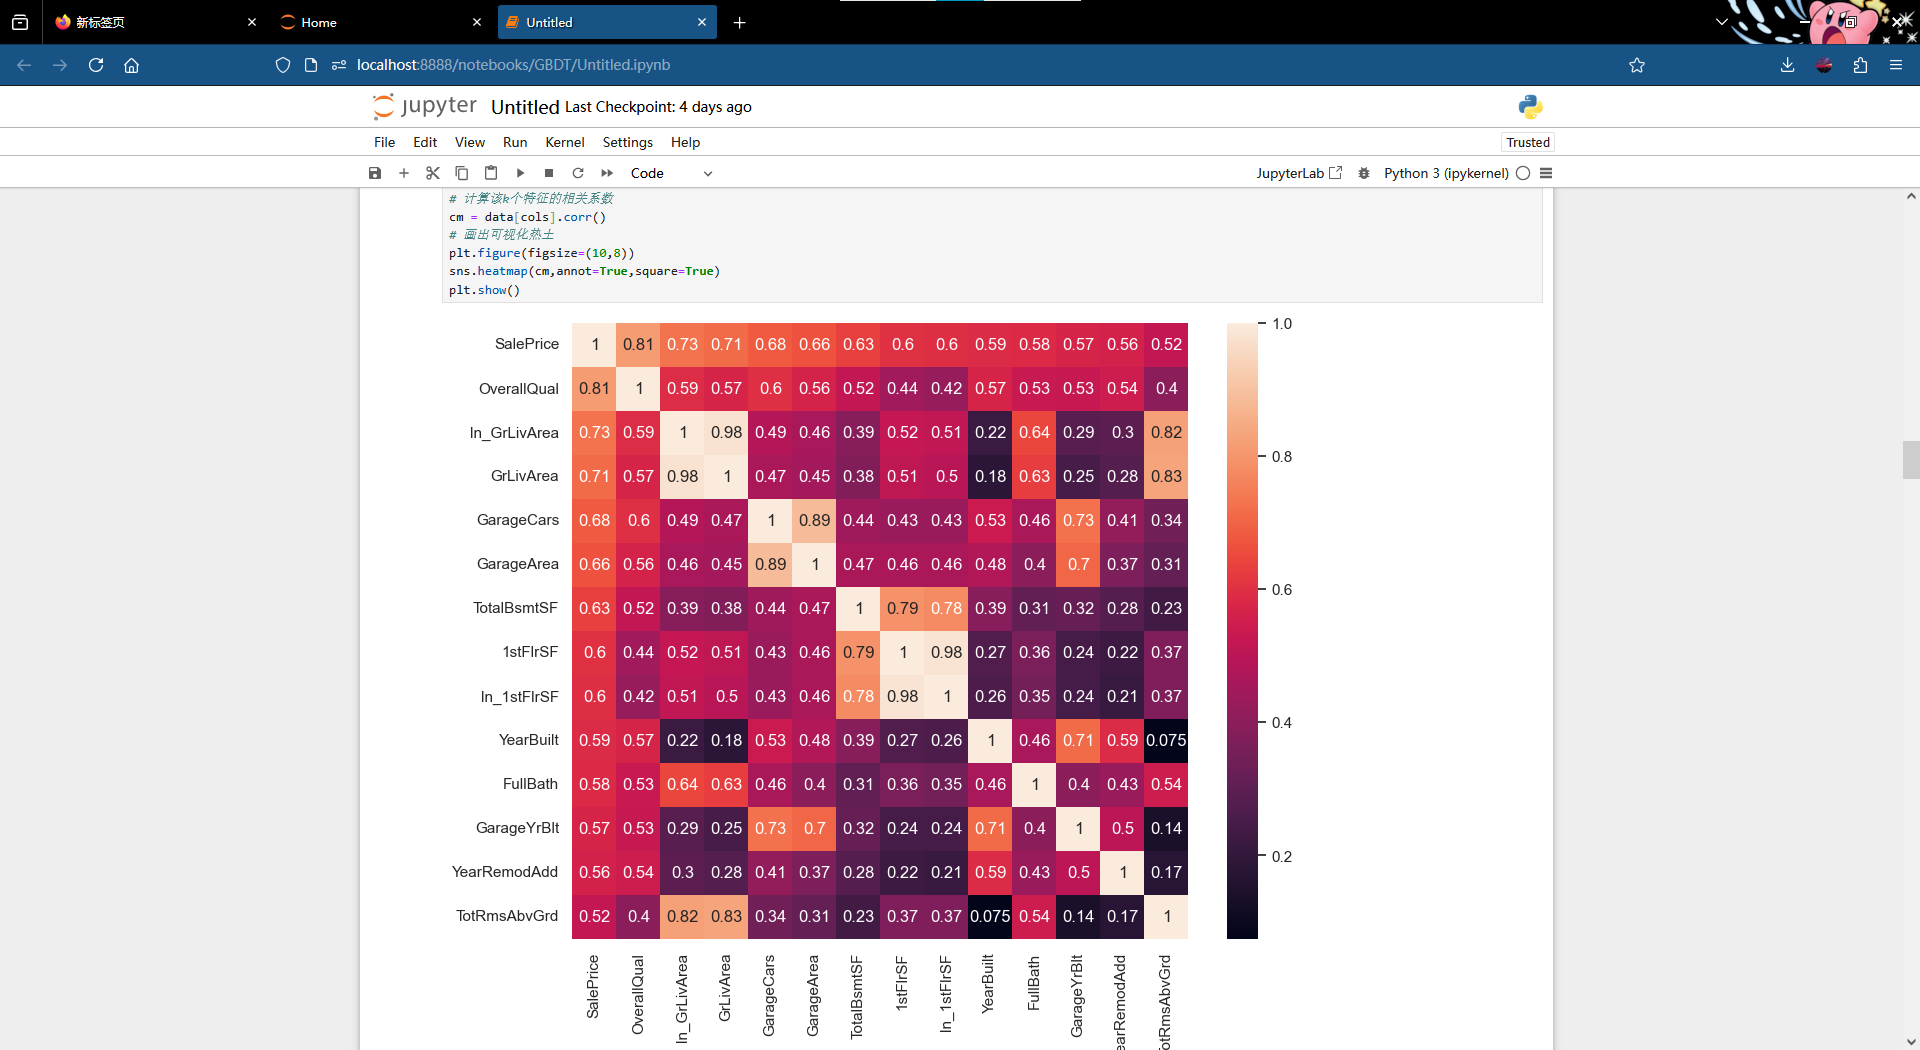 新标签页
Home
Untitled
localhost:8888/notebooks/GBDT/Untitled.ipynb
jupyter Untitled Last Checkpoint: 4 days ago
File Edit View Run Kernel Settings Help
Trusted
Code
JupyterLab
Python 3 (ipykernel)
# 计算该k个特征的相关系数
cm = data[cols].corr()
# 画出可视化热土
plt.figure(figsize=(10,8))
sns.heatmap(cm,annot=True,square=True)
plt.show()
SalePrice 1 0.81 0.73 0.71 0.68 0.66 0.63 0.6 0.6 0.59 0.58 0.57 0.56 0.52
OverallQual 0.81 1 0.59 0.57 0.6 0.56 0.52 0.44 0.42 0.57 0.53 0.53 0.54 0.4
ln_GrLivArea 0.73 0.59 1 0.98 0.49 0.46 0.39 0.52 0.51 0.22 0.64 0.29 0.3 0.82
GrLivArea 0.71 0.57 0.98 1 0.47 0.45 0.38 0.51 0.5 0.18 0.63 0.25 0.28 0.83
GarageCars 0.68 0.6 0.49 0.47 1 0.89 0.44 0.43 0.43 0.53 0.46 0.73 0.41 0.34
GarageArea 0.66 0.56 0.46 0.45 0.89 1 0.47 0.46 0.46 0.48 0.4 0.7 0.37 0.31
TotalBsmtSF 0.63 0.52 0.39 0.38 0.44 0.47 1 0.79 0.78 0.39 0.31 0.32 0.28 0.23
1stFlrSF 0.6 0.44 0.52 0.51 0.43 0.46 0.79 1 0.98 0.27 0.36 0.24 0.22 0.37
ln_1stFlrSF 0.6 0.42 0.51 0.5 0.43 0.46 0.78 0.98 1 0.26 0.35 0.24 0.21 0.37
YearBuilt 0.59 0.57 0.22 0.18 0.53 0.48 0.39 0.27 0.26 1 0.46 0.71 0.59 0.075
FullBath 0.58 0.53 0.64 0.63 0.46 0.4 0.31 0.36 0.35 0.46 1 0.4 0.43 0.54
GarageYrBlt 0.57 0.53 0.29 0.25 0.73 0.7 0.32 0.24 0.24 0.71 0.4 1 0.5 0.14
YearRemodAdd 0.56 0.54 0.3 0.28 0.41 0.37 0.28 0.22 0.21 0.59 0.43 0.5 1 0.17
TotRmsAbvGrd 0.52 0.4 0.82 0.83 0.34 0.31 0.23 0.37 0.37 0.075 0.54 0.14 0.17 1
SalePrice
OverallQual
ln_GrLivArea
GrLivArea
GarageCars
GarageArea
TotalBsmtSF
1stFlrSF
ln_1stFlrSF
YearBuilt
FullBath
GarageYrBlt
earRemodAdd
otRmsAbvGrd
1.0
0.8
0.6
0.4
0.2